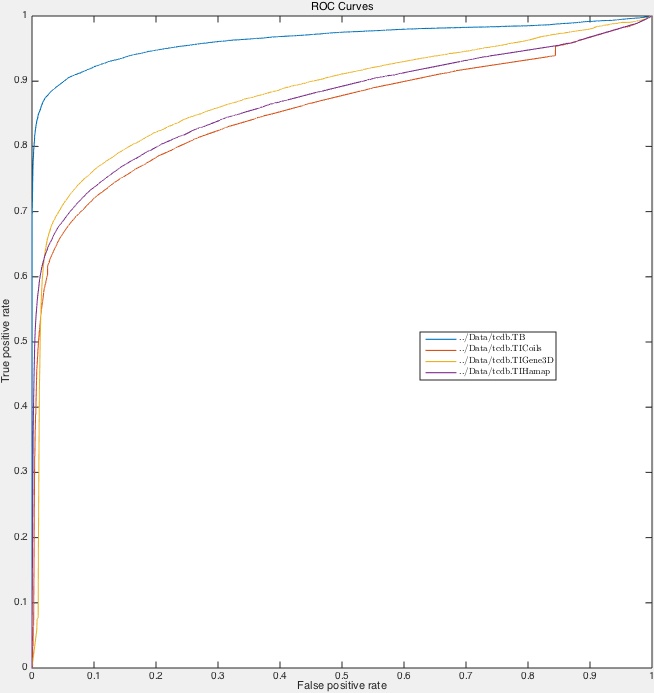 ROC Curves
1
0.9
0.8
0.7
0.6
0.5
0.4
0.3
0.2
0.1
0
True positive rate
../Data/tcdb.TB
../Data/tcdb.TICoils
../Data/tcdb.TIGene3D
../Data/tcdb.TIHamap
0 0.1 0.2 0.3 0.4 0.5 0.6 0.7 0.8 0.9 1
False positive rate